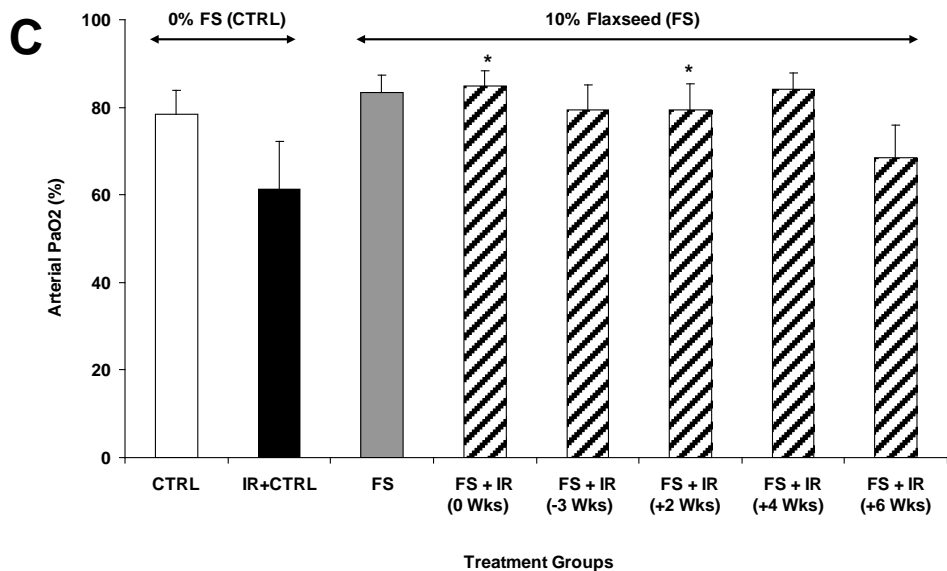 C
0% FS (CTRL)
10% Flaxseed (FS)
100
80
60
40
20
0
Arterial PaO2 (%)
*
*
CTRL
IR+CTRL
FS
FS + IR
(0 Wks)
FS + IR
(-3 Wks)
FS + IR
(+2 Wks)
FS + IR
(+4 Wks)
FS + IR
(+6 Wks)
Treatment Groups